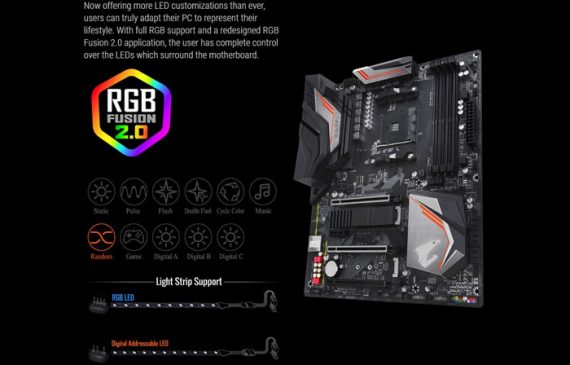 Now offering more LED customizations than ever,
users can truly adapt their PC to represent their
lifestyle. With full RGB support and a redesigned RGB
Fusion 2.0 application, the user has complete control
over the LEDs which surround the motherboard.
RGB
FUSION
2.0
Static Pulse Flash Double Flash Cycle Color Music
Random Game Digital A Digital B Digital C
Light Strip Support
RGB LED
Digital Addressable LED